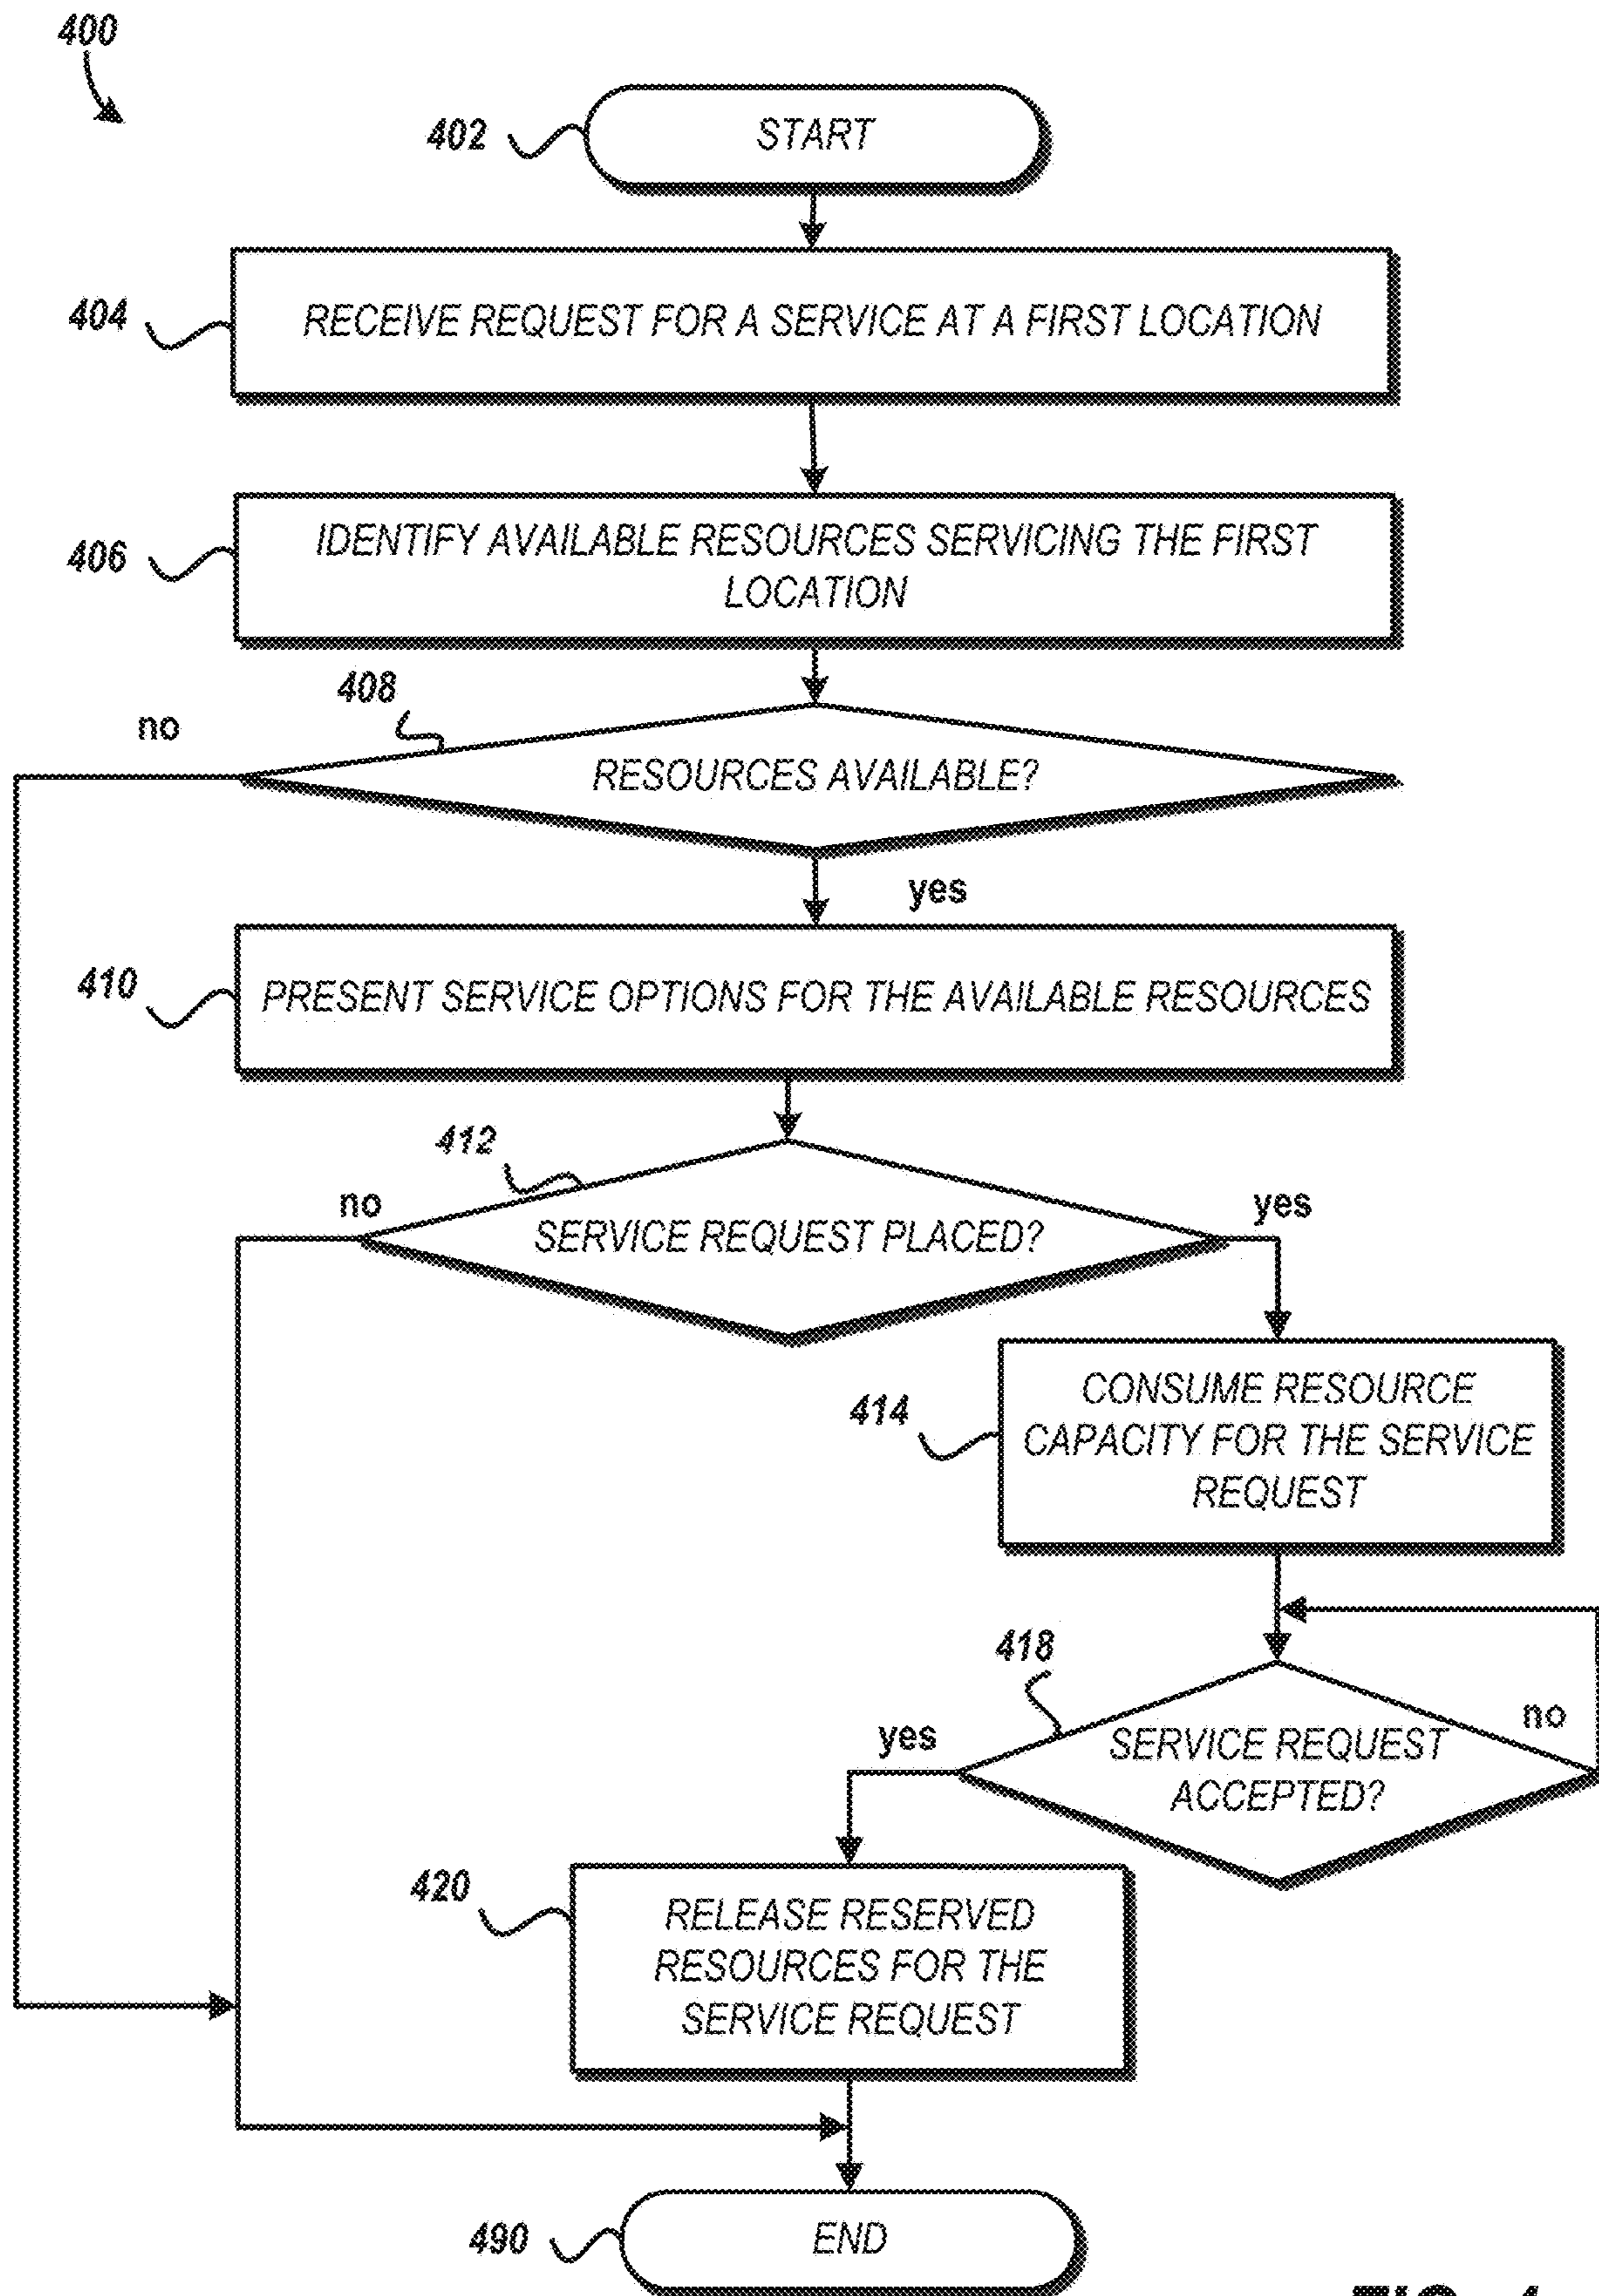 400
402
START
404
RECEIVE REQUEST FOR A SERVICE AT A FIRST LOCATION
406
IDENTIFY AVAILABLE RESOURCES SERVICING THE FIRST
LOCATION
408
no
RESOURCES AVAILABLE?
yes
410
PRESENT SERVICE OPTIONS FOR THE AVAILABLE RESOURCES
412
no
yes
SERVICE REQUEST PLACED?
414
CONSUME RESOURCE
CAPACITY FOR THE SERVICE
REQUEST
418
yes
no
SERVICE REQUEST
ACCEPTED?
420
RELEASE RESERVED
RESOURCES FOR THE
SERVICE REQUEST
490
END